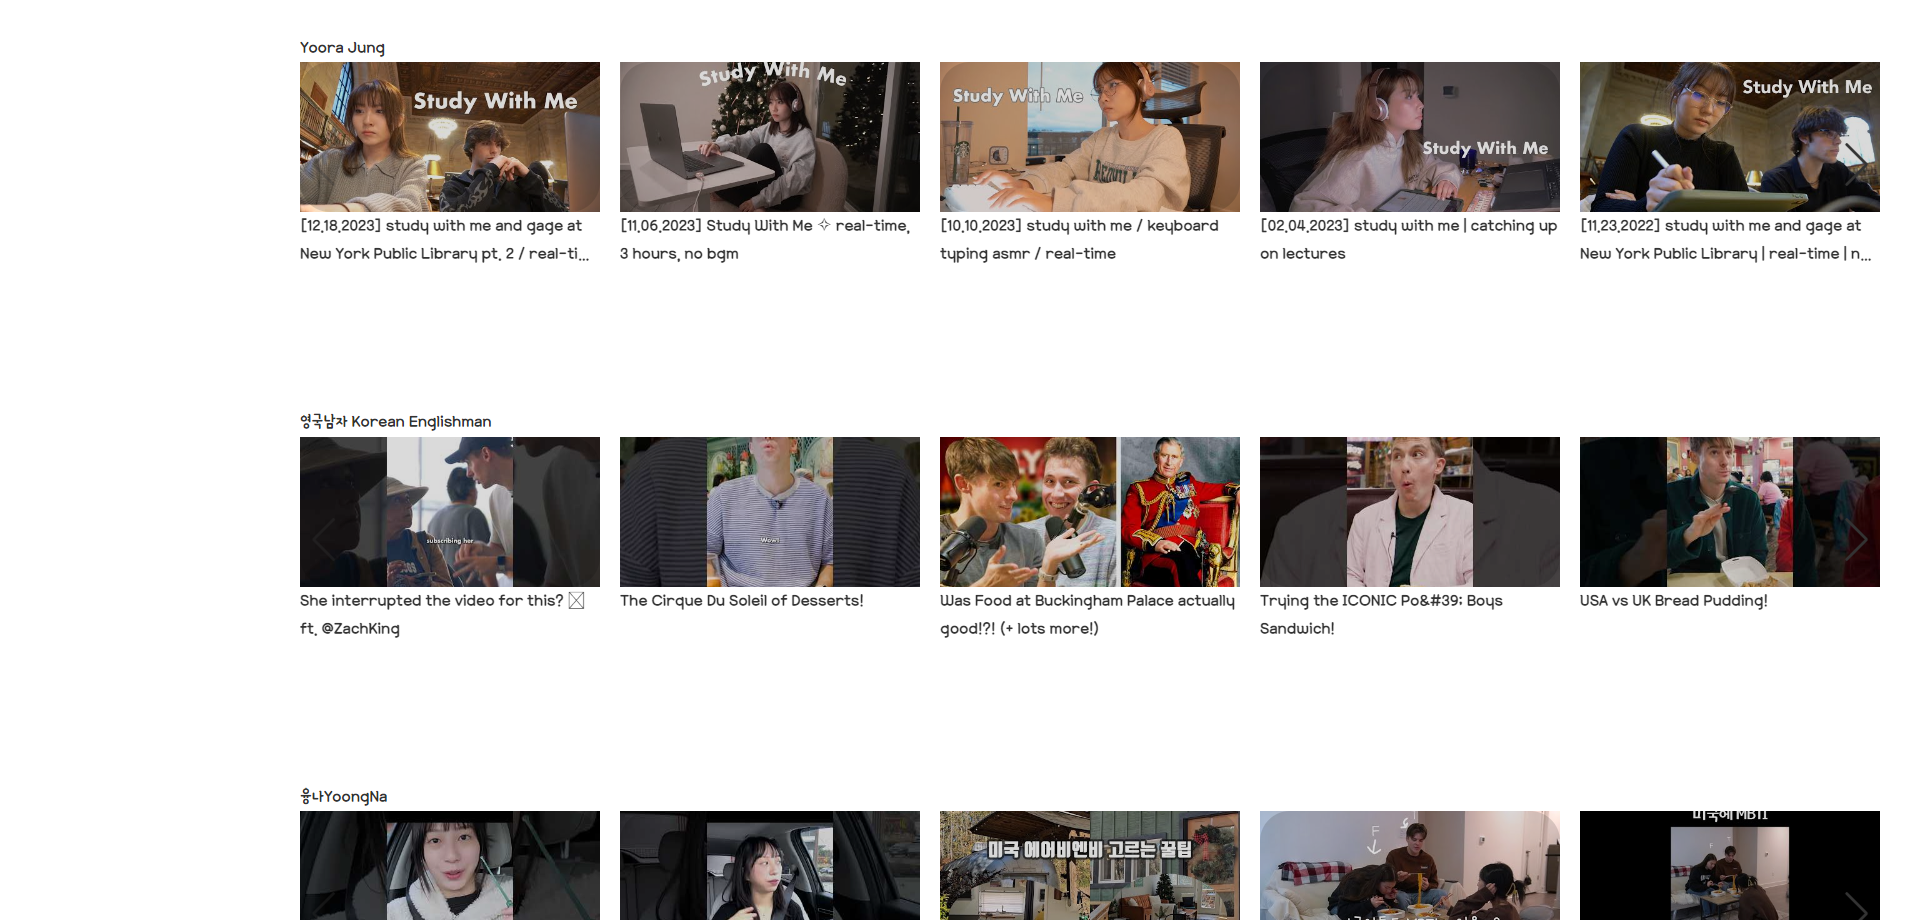 Yoora Jung
Study With Me
Study With Me
Study With Me
Study With Me
Study With Me
[12.18.2023] study with me and gage at
New York Public Library pt. 2 / real-ti...
[11.06.2023] Study With Me ✧ real-time,
3 hours, no bgm
[10.10.2023] study with me / keyboard
typing asmr / real-time
[02.04.2023] study with me | catching up
on lectures
[11.23.2022] study with me and gage at
New York Public Library | real-time | n...
영국남자 Korean Englishman
subscribing her
Wow!
She interrupted the video for this?
ft. @ZachKing
The Cirque Du Soleil of Desserts!
Was Food at Buckingham Palace actually
good!?! (+ lots more!)
Trying the ICONIC Po&#39; Boys
Sandwich!
USA vs UK Bread Pudding!
융나YoongNa
미국 에어비엔비 고르는 꿀팁
F
미국에 MBTI